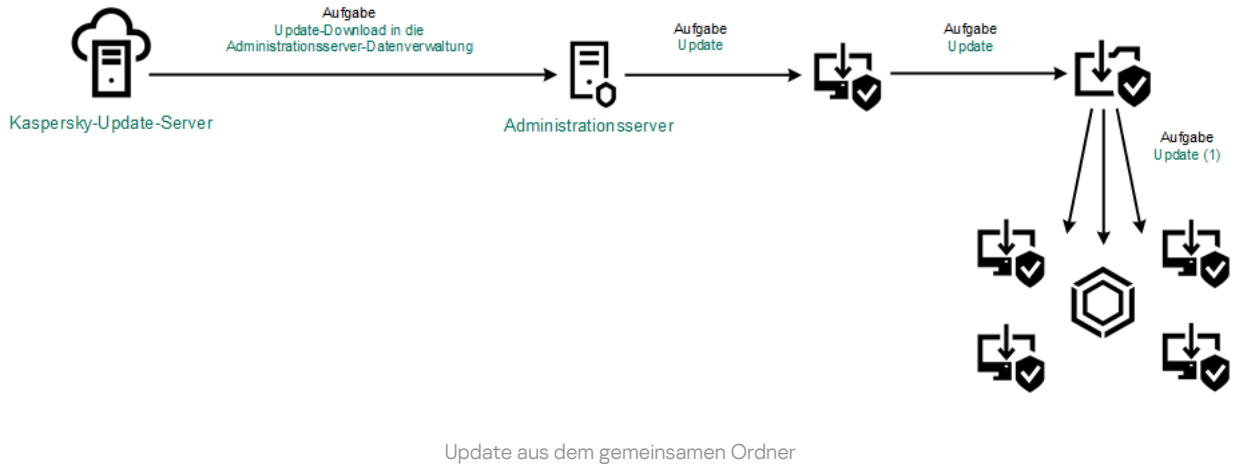 Aufgabe
Update-Download in die
Administrationsserver-Datenverwaltung
Aufgabe
Update
Aufgabe
Update
Kaspersky-Update-Server
Administrationsserver
Aufgabe
Update (1)
Update aus dem gemeinsamen Ordner